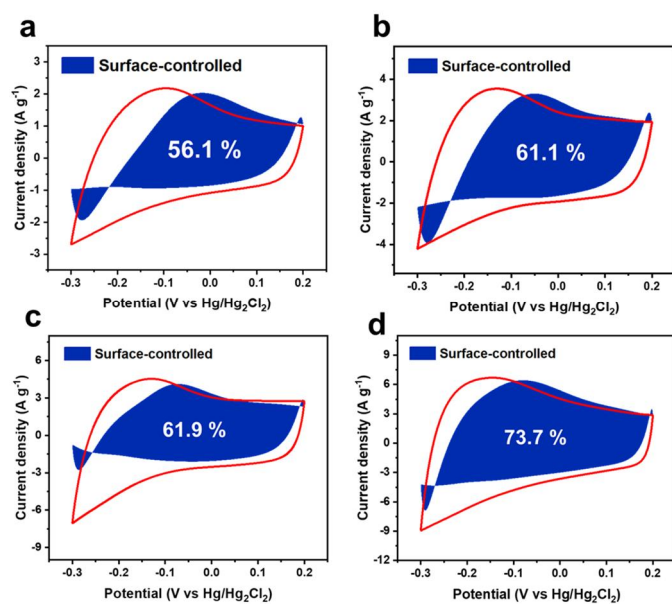 a
Surface-controlled
56.1 %
Current density (A g⁻¹)
3
2
1
0
-1
-2
-3
-0.3 -0.2 -0.1 0.0 0.1 0.2
Potential (V vs Hg/Hg₂Cl₂)
b
Surface-controlled
61.1 %
Current density (A g⁻¹)
4
2
0
-2
-4
-0.3 -0.2 -0.1 0.0 0.1 0.2
Potential (V vs Hg/Hg₂Cl₂)
c
Surface-controlled
61.9 %
Current density (A g⁻¹)
6
3
0
-3
-6
-9
-0.3 -0.2 -0.1 0.0 0.1 0.2
Potential (V vs Hg/Hg₂Cl₂)
d
Surface-controlled
73.7 %
Current density (A g⁻¹)
9
6
3
0
-3
-6
-9
-12
-0.3 -0.2 -0.1 0.0 0.1 0.2
Potential (V vs Hg/Hg₂Cl₂)